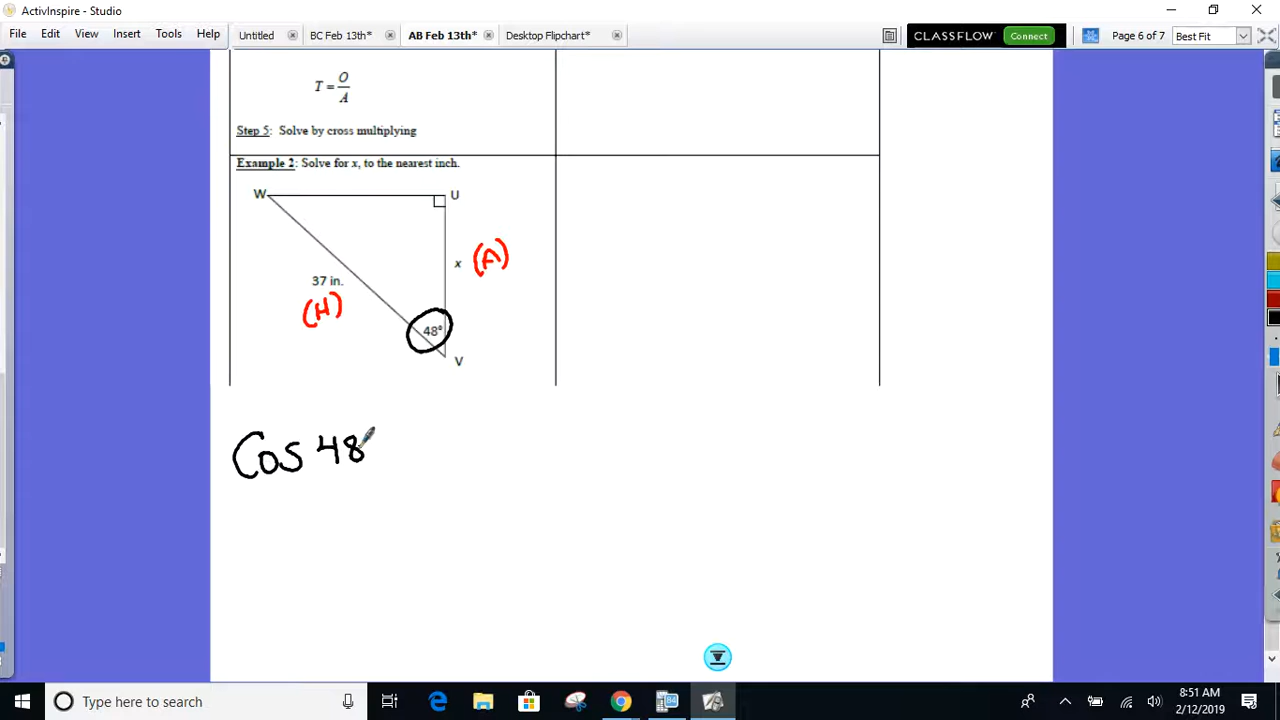 ActivInspire - Studio
File Edit View Insert Tools Help
Untitled BC Feb 13th* AB Feb 13th* Desktop Flipchart*
CLASSFLOW Connect
Page 6 of 7 Best Fit
T = O/A
Step 5: Solve by cross multiplying
Example 2: Solve for x, to the nearest inch.
W U
x (A)
37 in.
(H)
48°
V
Cos 48
Type here to search
8:51 AM
2/12/2019